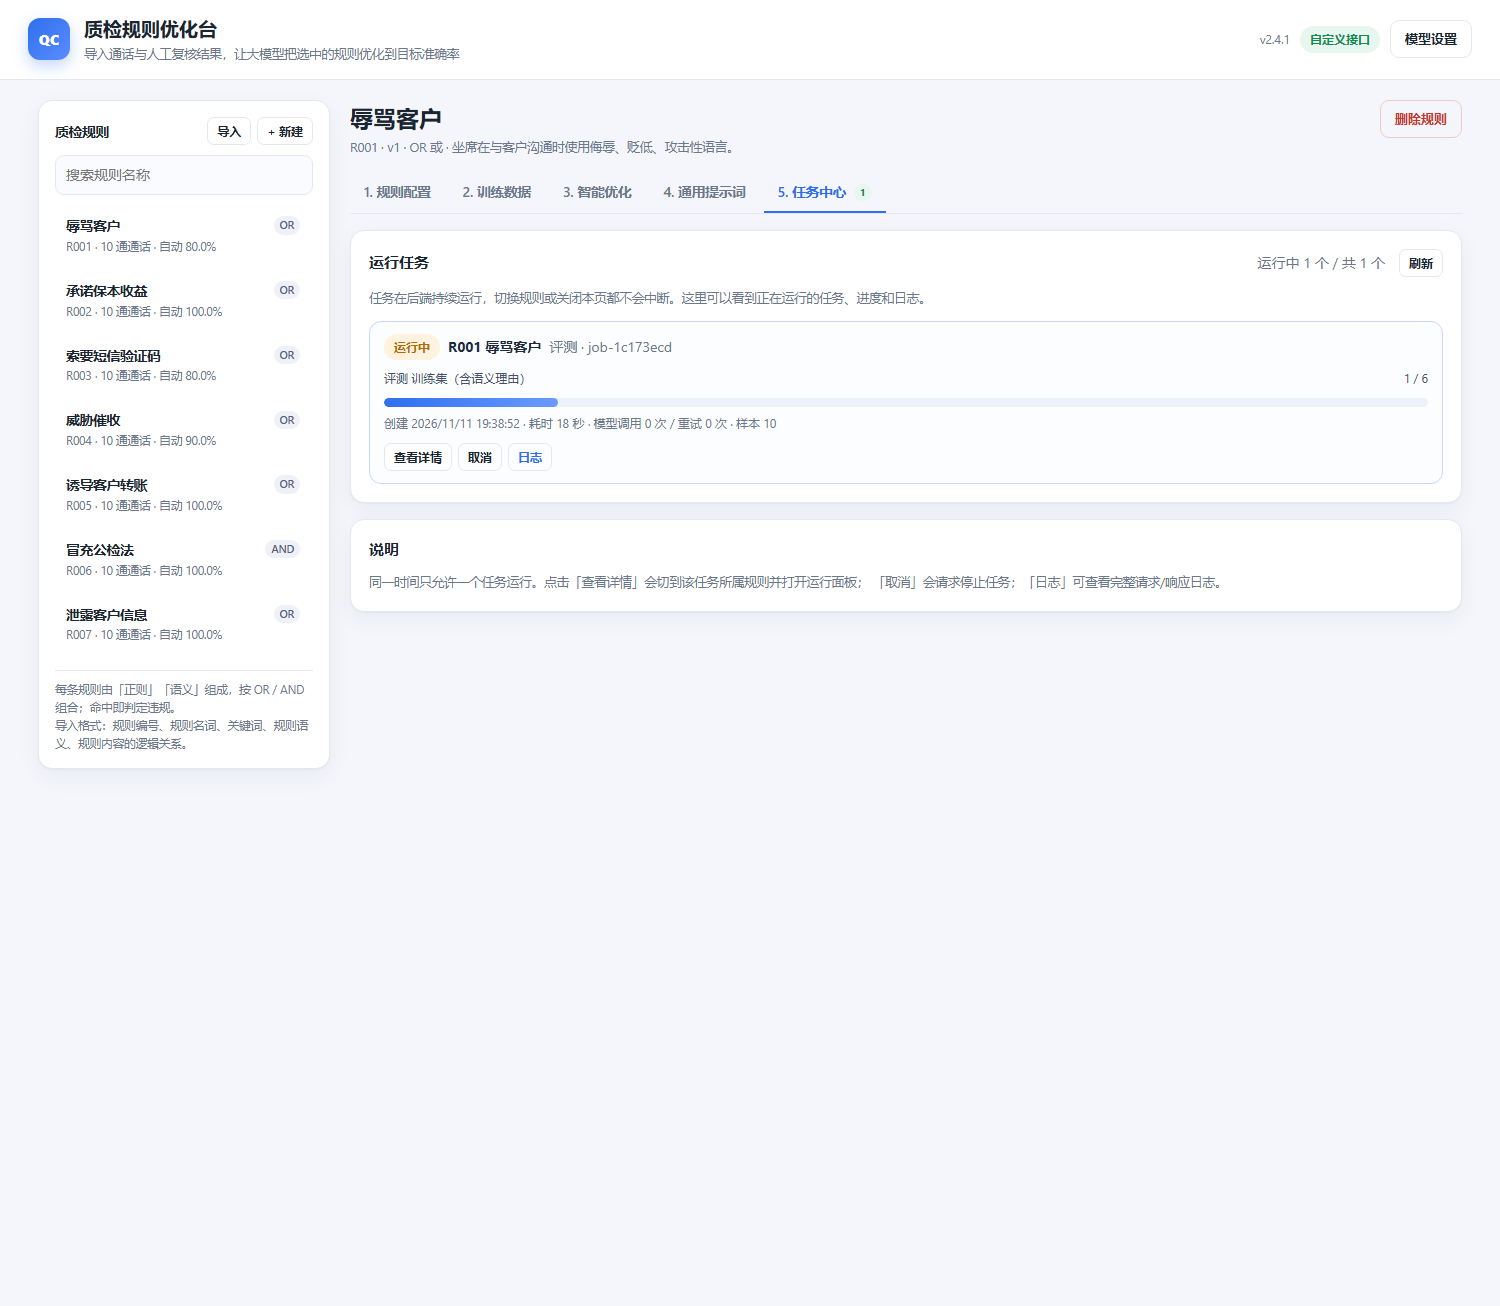 QC
质检规则优化台
导入通话与人工复核结果，让大模型把选中的规则优化到目标准确率
v2.4.1
自定义接口
模型设置
质检规则
导入
+ 新建
搜索规则名称
辱骂客户
OR
R001 · 10 通通话 · 自动 80.0%
承诺保本收益
OR
R002 · 10 通通话 · 自动 100.0%
索要短信验证码
OR
R003 · 10 通通话 · 自动 80.0%
威胁催收
OR
R004 · 10 通通话 · 自动 90.0%
诱导客户转账
OR
R005 · 10 通通话 · 自动 100.0%
冒充公检法
AND
R006 · 10 通通话 · 自动 100.0%
泄露客户信息
OR
R007 · 10 通通话 · 自动 100.0%
每条规则由「正则」「语义」组成，按 OR / AND
组合；命中即判定违规。
导入格式：规则编号、规则名词、关键词、规则语
义、规则内容的逻辑关系。
辱骂客户
R001 · v1 · OR 或 · 坐席在与客户沟通时使用侮辱、贬低、攻击性语言。
删除规则
1. 规则配置
2. 训练数据
3. 智能优化
4. 通用提示词
5. 任务中心 1
运行任务
运行中 1 个 / 共 1 个
刷新
任务在后端持续运行，切换规则或关闭本页都不会中断。这里可以看到正在运行的任务、进度和日志。
运行中 R001 辱骂客户 评测 · job-1c173ecd
评测 训练集（含语义理由）
1 / 6
创建 2026/11/11 19:38:52 · 耗时 18 秒 · 模型调用 0 次 / 重试 0 次 · 样本 10
查看详情
取消
日志
说明
同一时间只允许一个任务运行。点击「查看详情」会切到该任务所属规则并打开运行面板；「取消」会请求停止任务；「日志」可查看完整请求/响应日志。